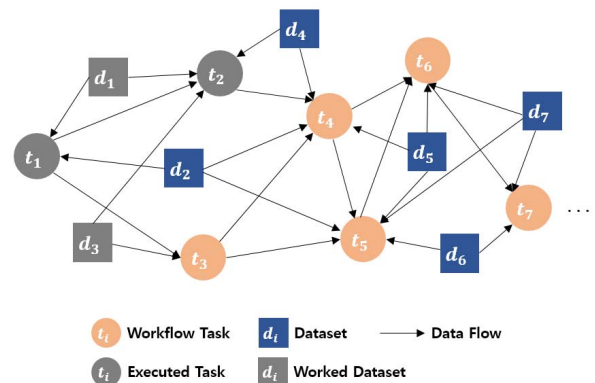 d₄
t₆
t₂
d₁
d₇
t₄
d₅
t₁
d₂
t₇ ...
t₅
d₃
t₃
d₆
tᵢ Workflow Task dᵢ Dataset Data Flow
tᵢ Executed Task dᵢ Worked Dataset